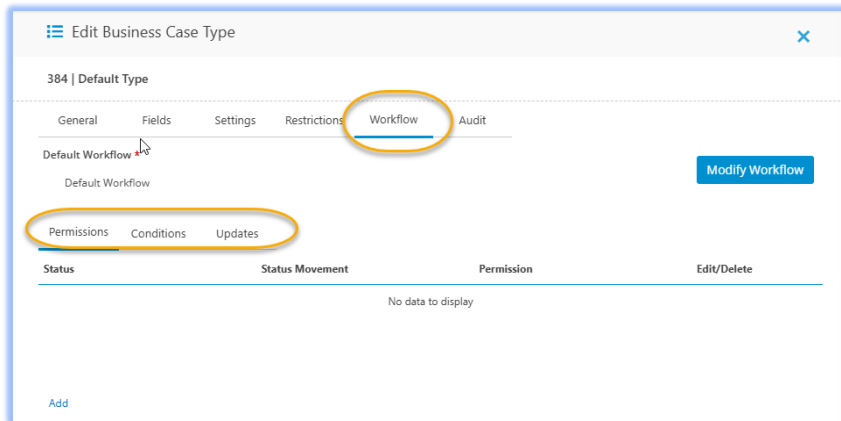 Edit Business Case Type
384 | Default Type
General Fields Settings Restrictions Workflow Audit
Default Workflow *
Modify Workflow
Default Workflow
Permissions Conditions Updates
Status Status Movement Permission Edit/Delete
No data to display
Add